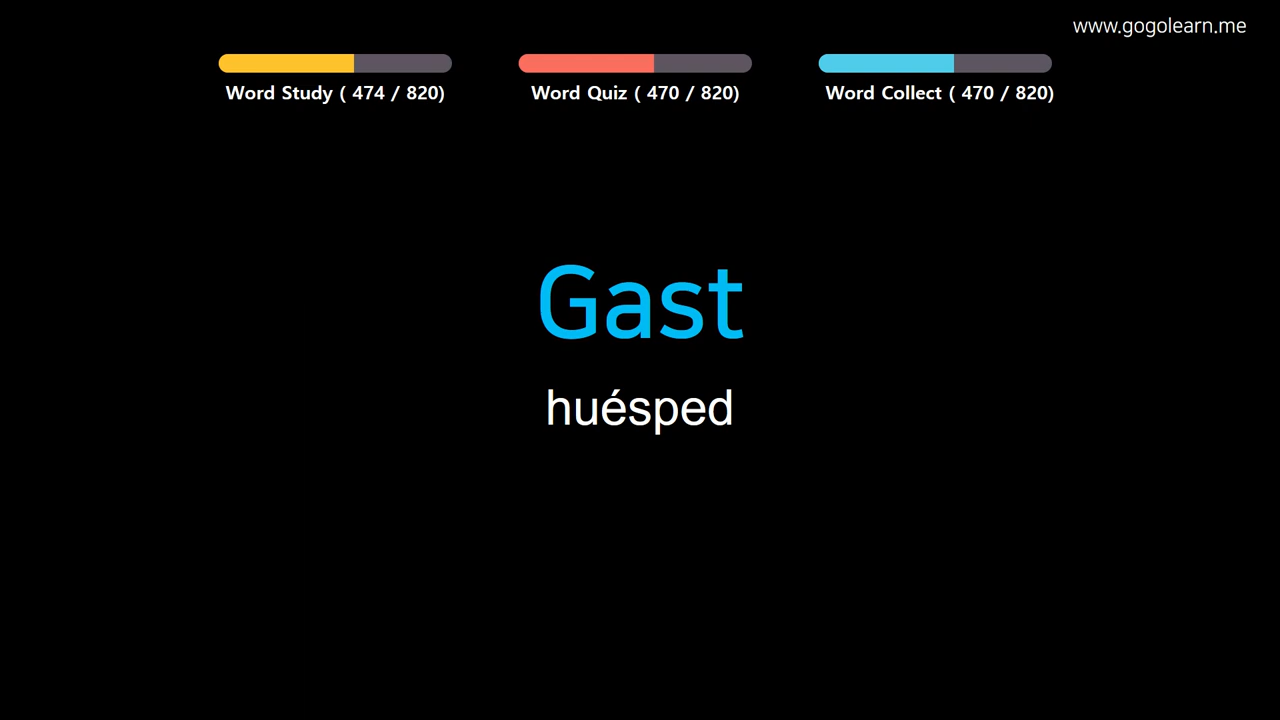 www.gogolearn.me
Word Study ( 474 / 820)
Word Quiz ( 470 / 820)
Word Collect ( 470 / 820)
Gast
huésped